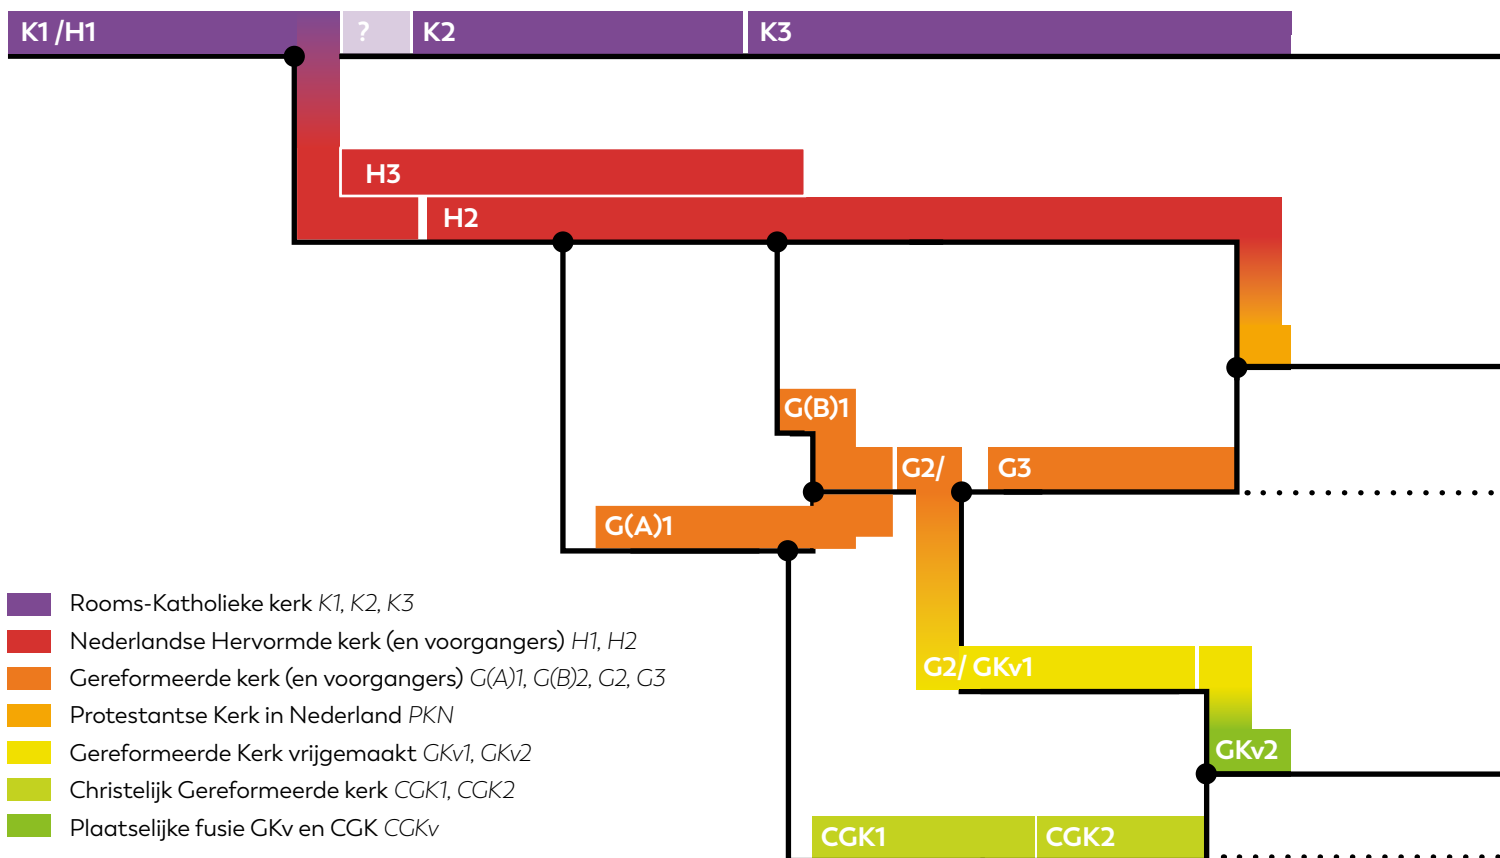 K1 /H1
?
K2
K3
H3
H2
G(B)1
G2/
G3
G(A)1
G2/ GKv1
GKv2
CGK1
CGK2
Rooms-Katholieke kerk K1, K2, K3
Nederlandse Hervormde kerk (en voorgangers) H1, H2
Gereformeerde kerk (en voorgangers) G(A)1, G(B)2, G2, G3
Protestantse Kerk in Nederland PKN
Gereformeerde Kerk vrijgemaakt GKv1, GKv2
Christelijk Gereformeerde kerk CGK1, CGK2
Plaatselijke fusie GKv en CGK CGKv